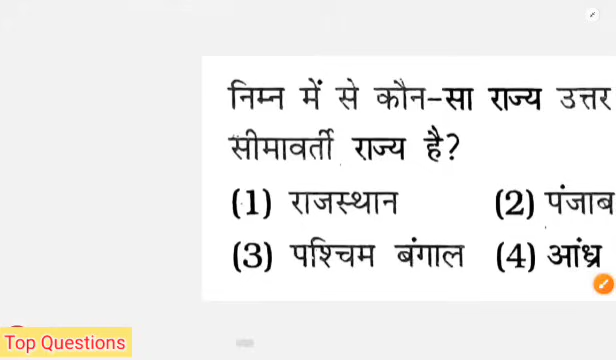 निम्न में से कौन-सा राज्य उत्तर
सीमावर्ती राज्य है?
(1) राजस्थान (2) पंजाब
(3) पश्चिम बंगाल (4) आंध्र
Top Questions